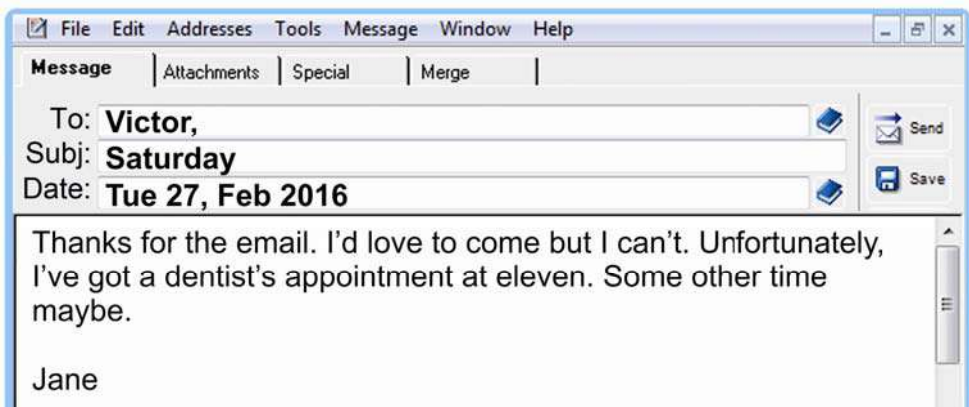 File Edit Addresses Tools Message Window Help
Message Attachments Special Merge
To: Victor,
Send
Subj: Saturday
Date: Tue 27, Feb 2016
Save
Thanks for the email. I'd love to come but I can't. Unfortunately,
I've got a dentist's appointment at eleven. Some other time
maybe.
Jane